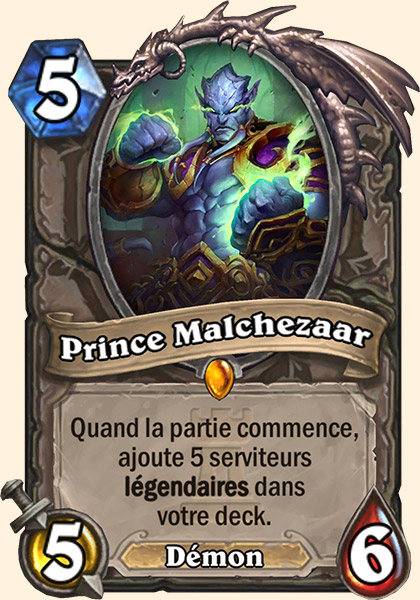 5
Prince Malchezaar
Quand la partie commence,
ajoute 5 serviteurs
légendaires dans
votre deck.
5
Démon
6